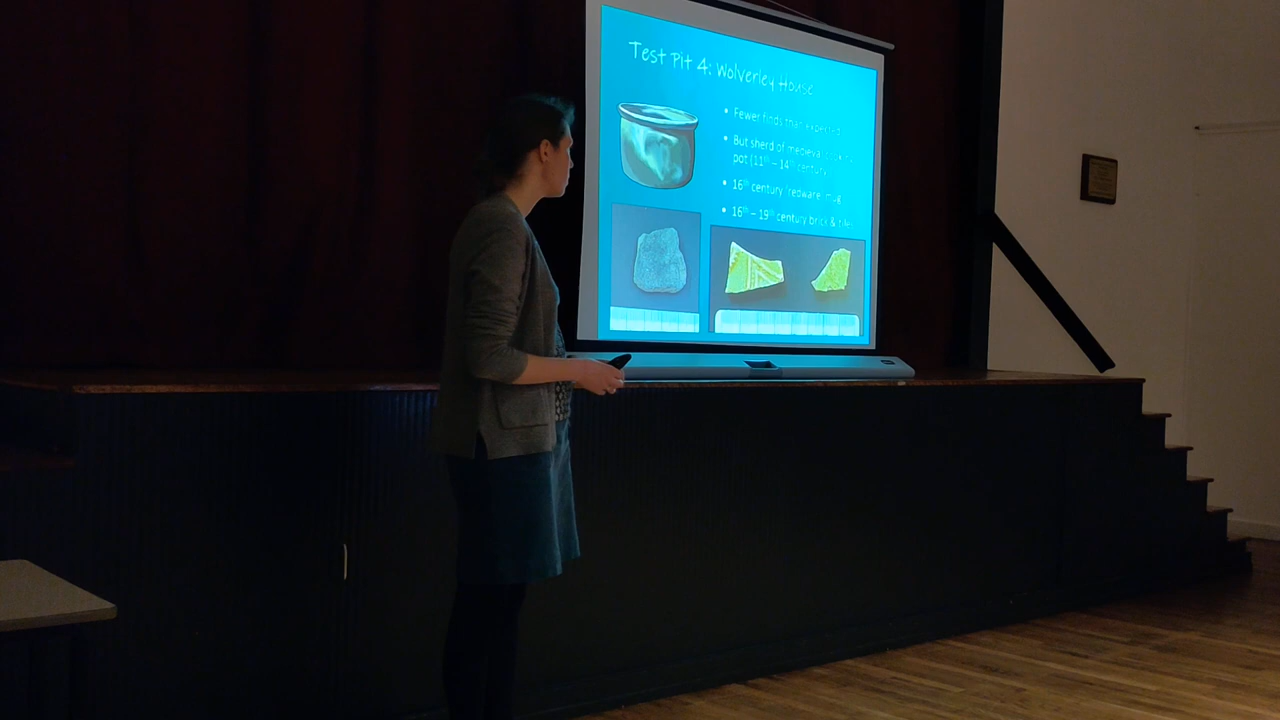 Test Pit 4: Wolverley House
• Fewer finds than expected
• But sherd of medieval cooking
pot (11th – 14th century)
• 16th century 'redware' mug
• 16th – 19th century brick & tiles